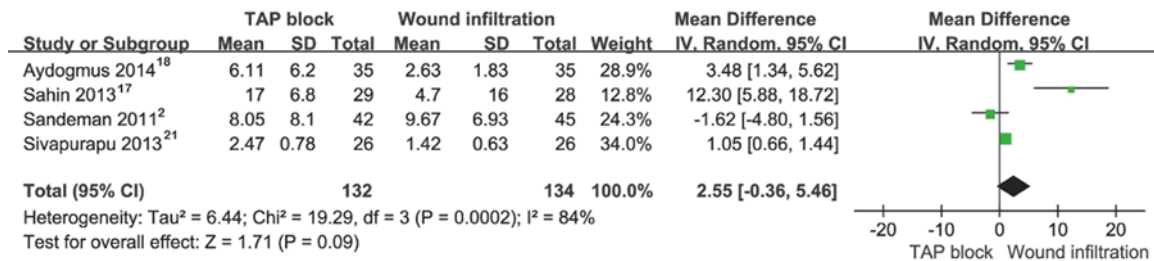 TAP block Wound infiltration Mean Difference Mean Difference
Study or Subgroup Mean SD Total Mean SD Total Weight IV, Random, 95% CI IV, Random, 95% CI
Aydogmus 2014¹⁸ 6.11 6.2 35 2.63 1.83 35 28.9% 3.48 [1.34, 5.62]
Sahin 2013¹⁷ 17 6.8 29 4.7 16 28 12.8% 12.30 [5.88, 18.72]
Sandeman 2011² 8.05 8.1 42 9.67 6.93 45 24.3% -1.62 [-4.80, 1.56]
Sivapurapu 2013²¹ 2.47 0.78 26 1.42 0.63 26 34.0% 1.05 [0.66, 1.44]
Total (95% CI) 132 134 100.0% 2.55 [-0.36, 5.46]
Heterogeneity: Tau² = 6.44; Chi² = 19.29, df = 3 (P = 0.0002); I² = 84%
Test for overall effect: Z = 1.71 (P = 0.09)
-20 -10 0 10 20
TAP block Wound infiltration